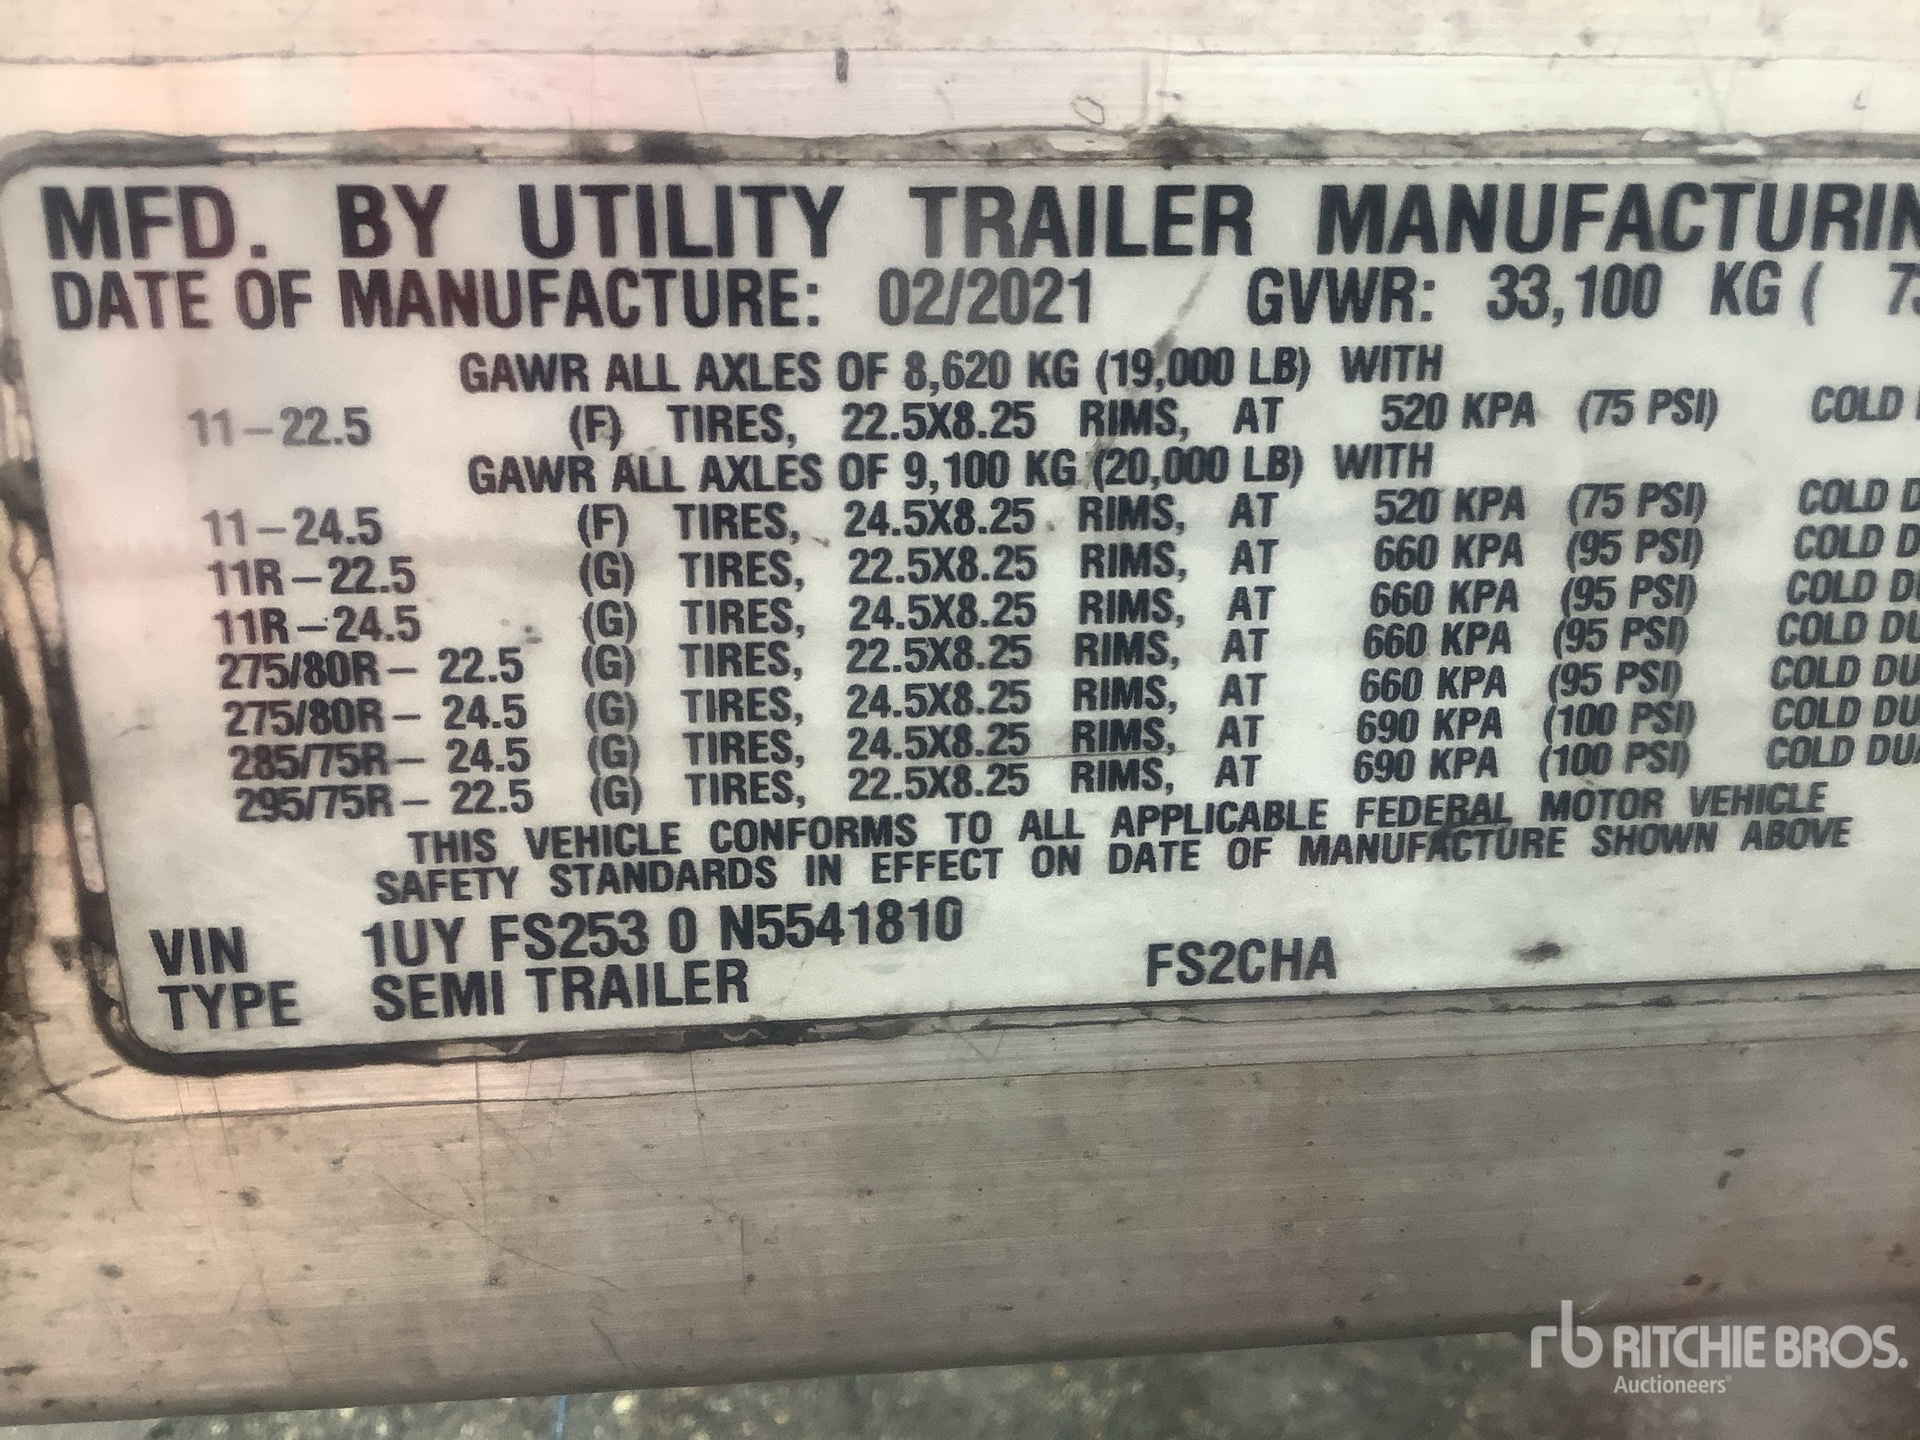 MFD. BY UTILITY TRAILER MANUFACTURIN
DATE OF MANUFACTURE: 02/2021 GVWR: 33,100 KG ( 73
GAWR ALL AXLES OF 8,620 KG (19,000 LB) WITH
11-22.5 (F) TIRES, 22.5X8.25 RIMS, AT 520 KPA (75 PSI) COLD
GAWR ALL AXLES OF 9,100 KG (20,000 LB) WITH
11-24.5 (F) TIRES, 24.5X8.25 RIMS, AT 520 KPA (75 PSI) COLD D
11R-22.5 (G) TIRES, 22.5X8.25 RIMS, AT 660 KPA (95 PSI) COLD D
11R-24.5 (G) TIRES, 24.5X8.25 RIMS, AT 660 KPA (95 PSI) COLD DU
275/80R- 22.5 (G) TIRES, 22.5X8.25 RIMS, AT 660 KPA (95 PSI) COLD DU
275/80R- 24.5 (G) TIRES, 24.5X8.25 RIMS, AT 660 KPA (95 PSI) COLD DU
285/75R- 24.5 (G) TIRES, 24.5X8.25 RIMS, AT 690 KPA (100 PSI) COLD DU
295/75R- 22.5 (G) TIRES, 22.5X8.25 RIMS, AT 690 KPA (100 PSI) COLD DUA
THIS VEHICLE CONFORMS TO ALL APPLICABLE FEDERAL MOTOR VEHICLE
SAFETY STANDARDS IN EFFECT ON DATE OF MANUFACTURE SHOWN ABOVE
VIN 1UY FS253 0 N5541810
TYPE SEMI TRAILER FS2CHA
rb RITCHIE BROS.
Auctioneers